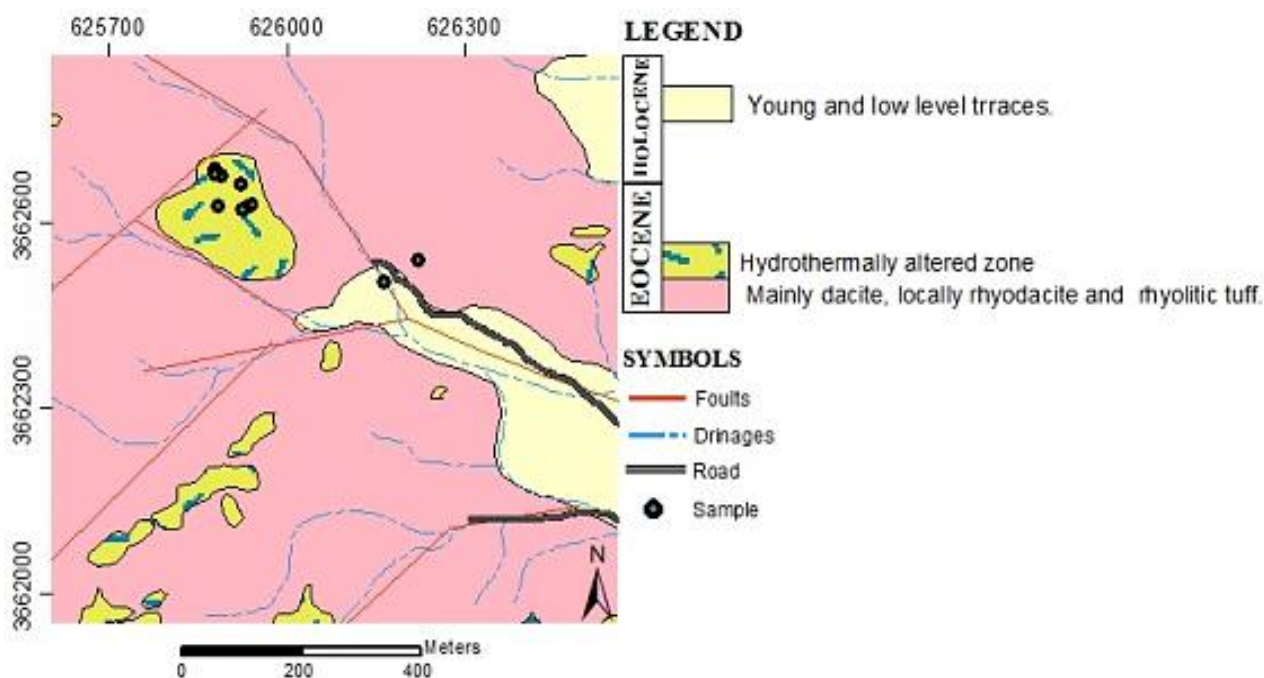 625700 626000 626300
3662600
3662300
3662000
LEGEND
HOLOCENE
Young and low level trraces.
EOCENE
Hydrothermally altered zone
Mainly dacite, locally rhyodacite and rhyolitic tuff.
SYMBOLS
Foults
Drinages
Road
Sample
N
Meters
0 200 400